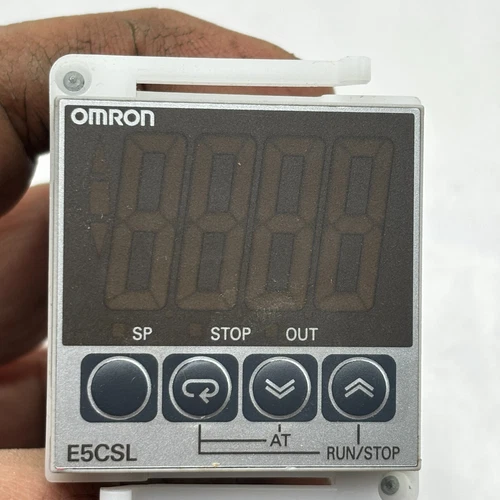 OMRON
SP STOP OUT
AT
E5CSL RUN/STOP